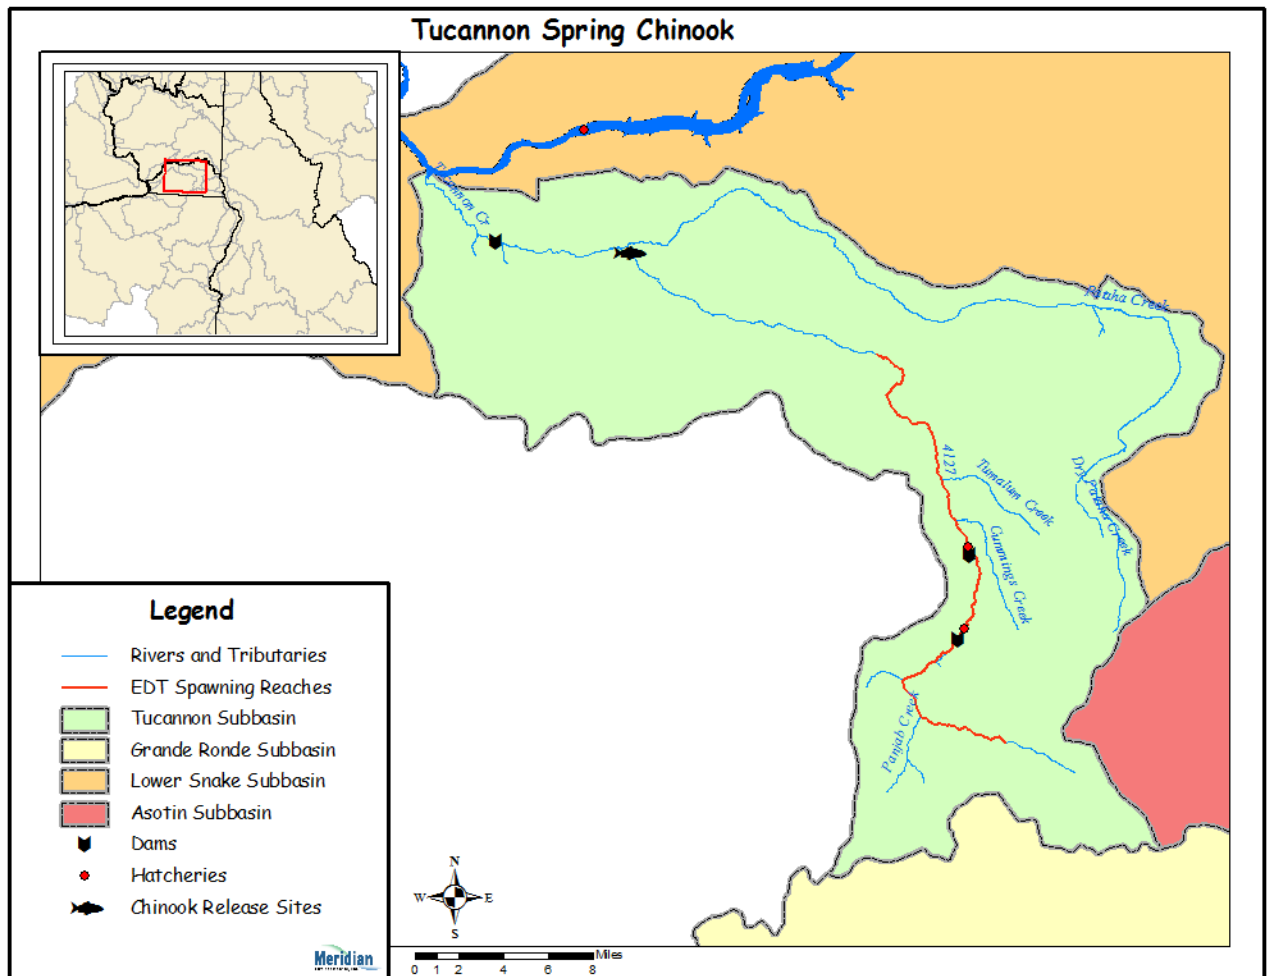 Tucannon Spring Chinook
Tucannon Cr
Pataha Creek
4127
Tumalum Creek
Dry Pataha Creek
Cummings Creek
Panjab Creek
Legend
Rivers and Tributaries
EDT Spawning Reaches
Tucannon Subbasin
Grande Ronde Subbasin
Lower Snake Subbasin
Asotin Subbasin
Dams
Hatcheries
Chinook Release Sites
Meridian
N
W E
S
Miles
0 1 2 4 6 8